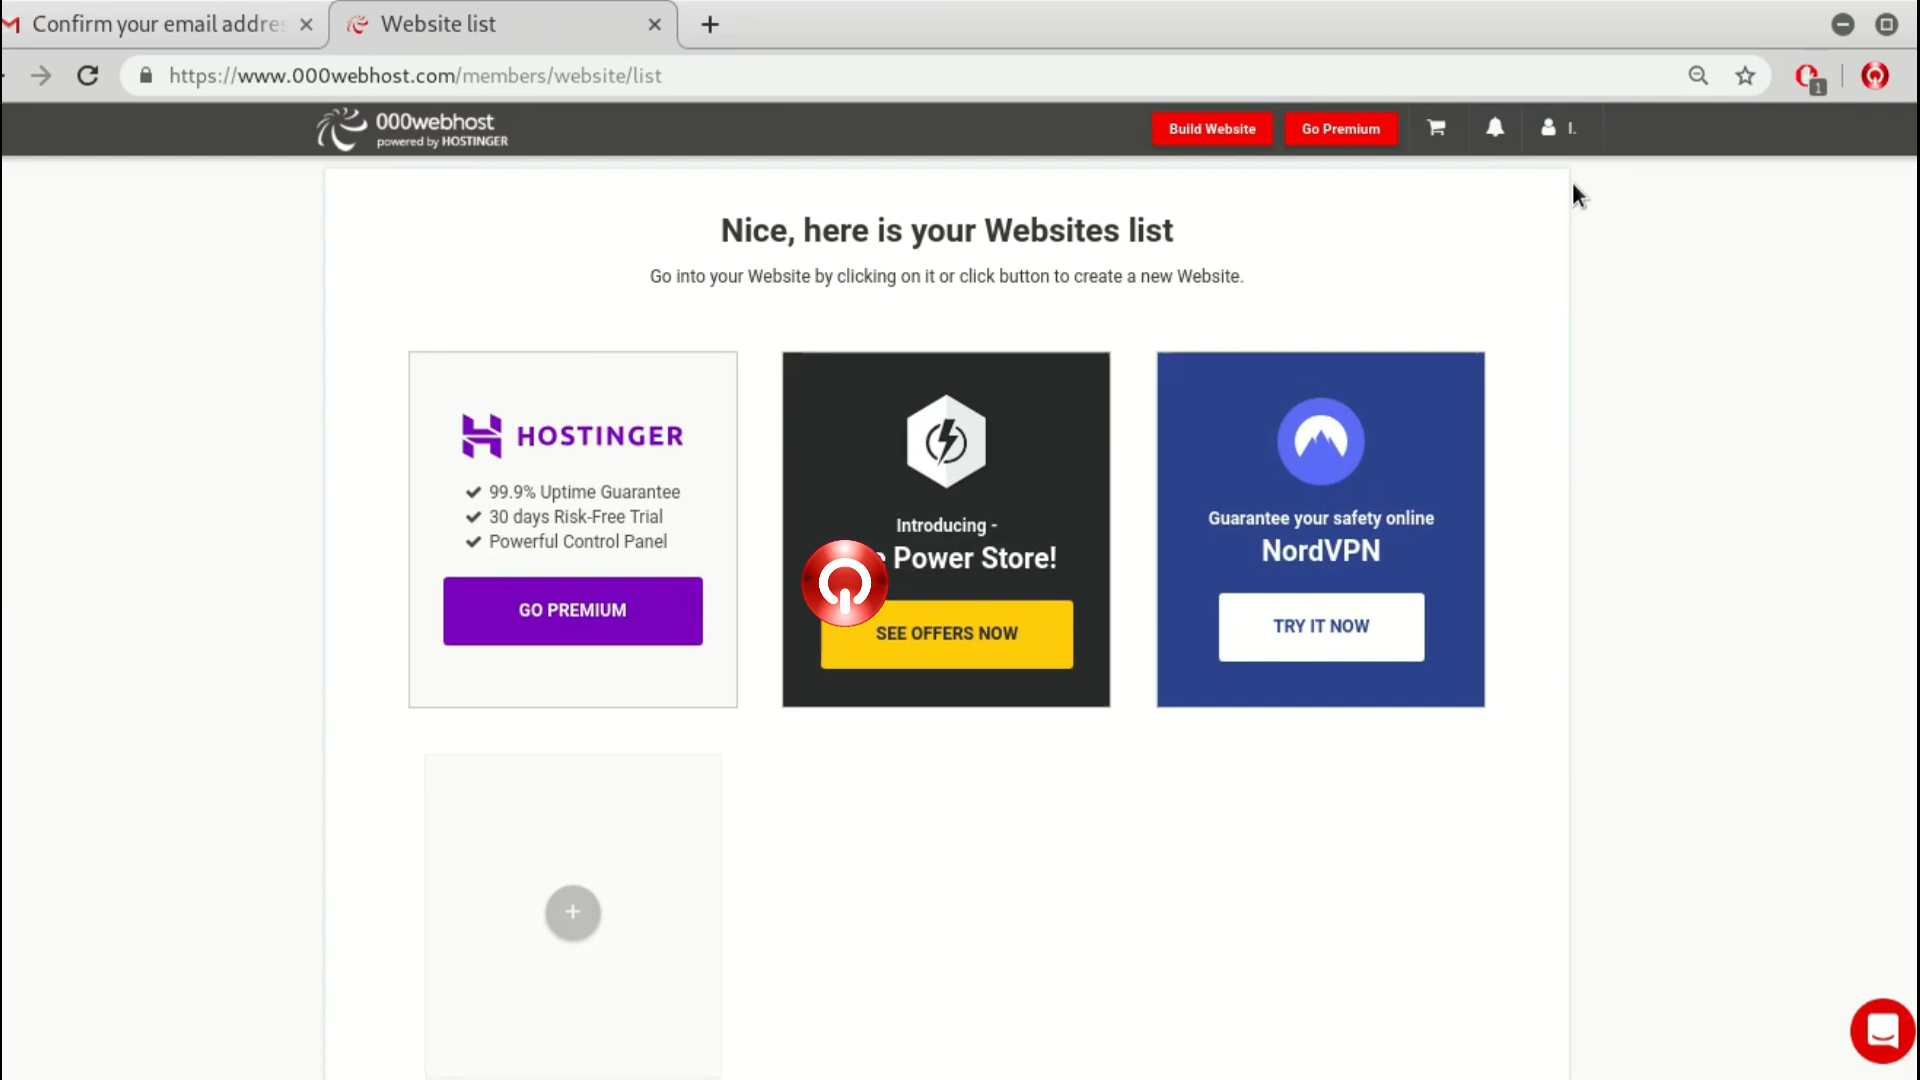 Confirm your email addres
Website list
https://www.000webhost.com/members/website/list
1
000webhost
powered by HOSTINGER
Build Website
Go Premium
I.
Nice, here is your Websites list
Go into your Website by clicking on it or click button to create a new Website.
HOSTINGER
99.9% Uptime Guarantee
30 days Risk-Free Trial
Powerful Control Panel
GO PREMIUM
Introducing -
Power Store!
SEE OFFERS NOW
Guarantee your safety online
NordVPN
TRY IT NOW